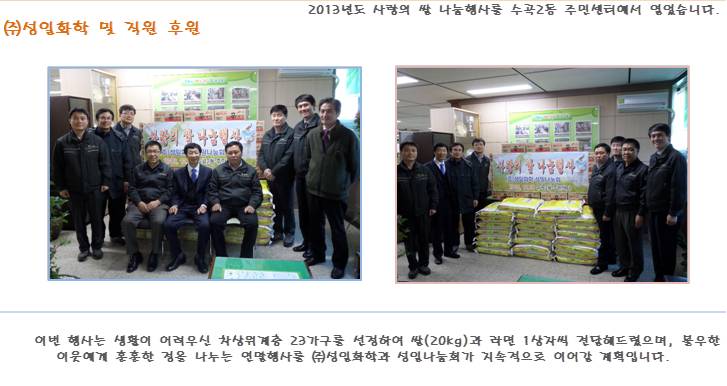 2013년도 사랑의 쌀 나눔행사를 수곡2동 주민센터에서 열었습니다.
㈜성일화학 및 직원 후원
사랑의 쌀 나눔행사
사랑의 쌀 나눔행사
이번 행사는 생활이 어려우신 차상위계층 23가구를 선정하여 쌀(20kg)과 라면 1상자씩 전달해드렸으며, 불우한
이웃에게 훈훈한 정을 나누는 연말행사를 ㈜성일화학과 성일나눔회가 지속적으로 이어갈 계획입니다.